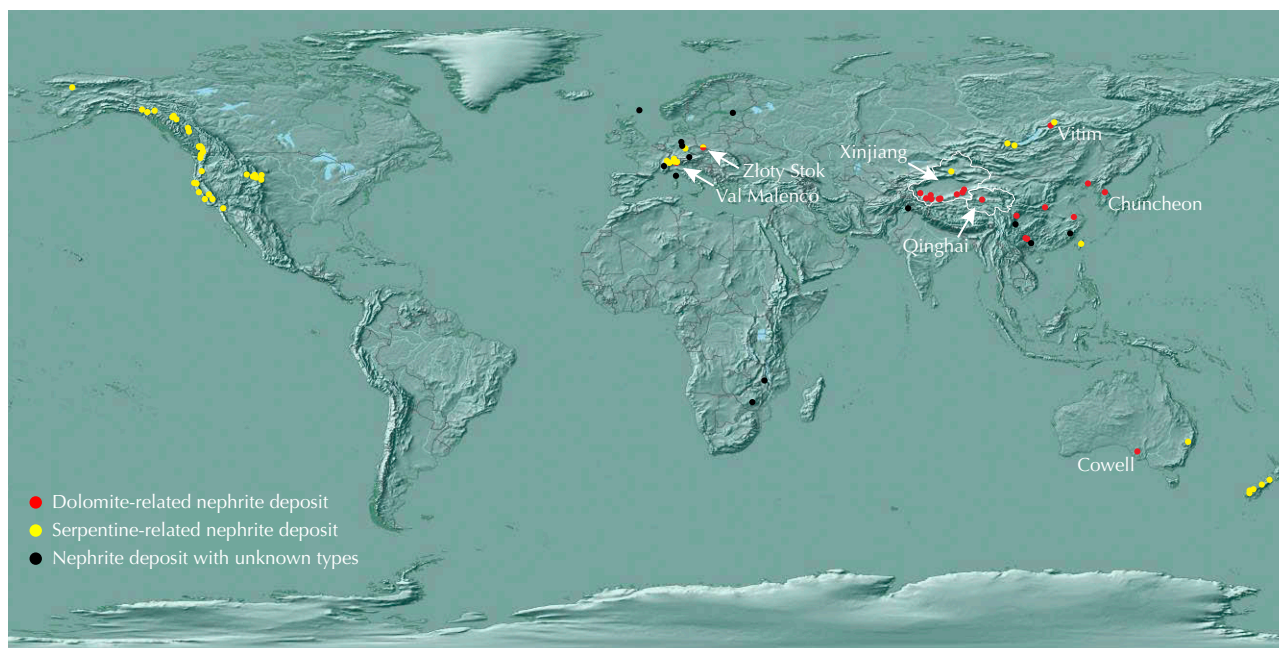 Vitim
Xinjiang
Zloty Stok
Val Malenco
Chuncheon
Qinghai
Cowell
Dolomite-related nephrite deposit
Serpentine-related nephrite deposit
Nephrite deposit with unknown types